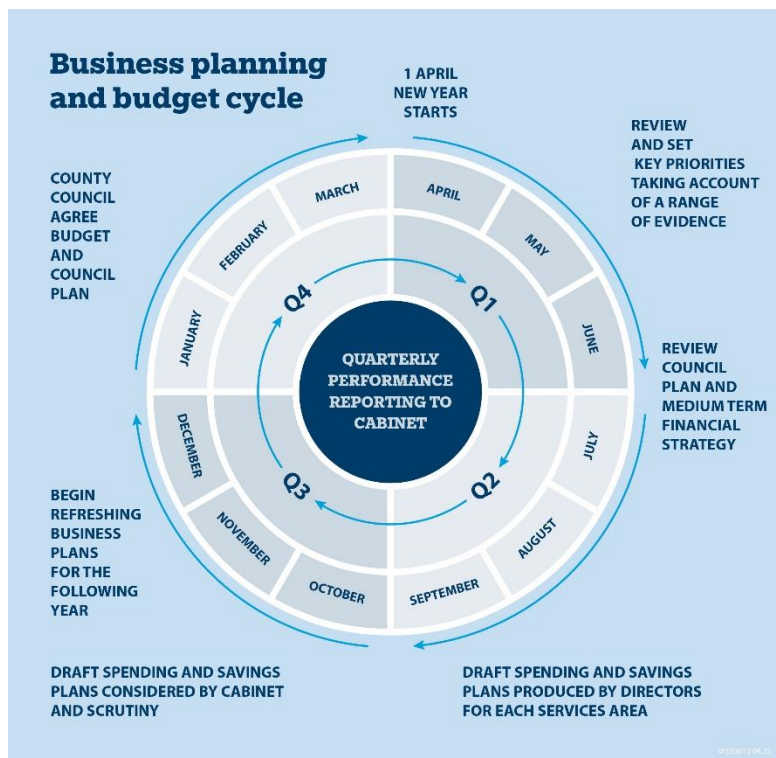 Business planning
and budget cycle
1 APRIL
NEW YEAR
STARTS
REVIEW
AND SET
KEY PRIORITIES
TAKING ACCOUNT
OF A RANGE
OF EVIDENCE
REVIEW
COUNCIL
PLAN AND
MEDIUM TERM
FINANCIAL
STRATEGY
DRAFT SPENDING AND SAVINGS
PLANS PRODUCED BY DIRECTORS
FOR EACH SERVICES AREA
DRAFT SPENDING AND SAVINGS
PLANS CONSIDERED BY CABINET
AND SCRUTINY
BEGIN
REFRESHING
BUSINESS
PLANS
FOR THE
FOLLOWING
YEAR
COUNTY
COUNCIL
AGREE
BUDGET
AND
COUNCIL
PLAN
APRIL
MAY
JUNE
JULY
AUGUST
SEPTEMBER
OCTOBER
NOVEMBER
DECEMBER
JANUARY
FEBRUARY
MARCH
Q1
Q2
Q3
Q4
QUARTERLY
PERFORMANCE
REPORTING TO
CABINET